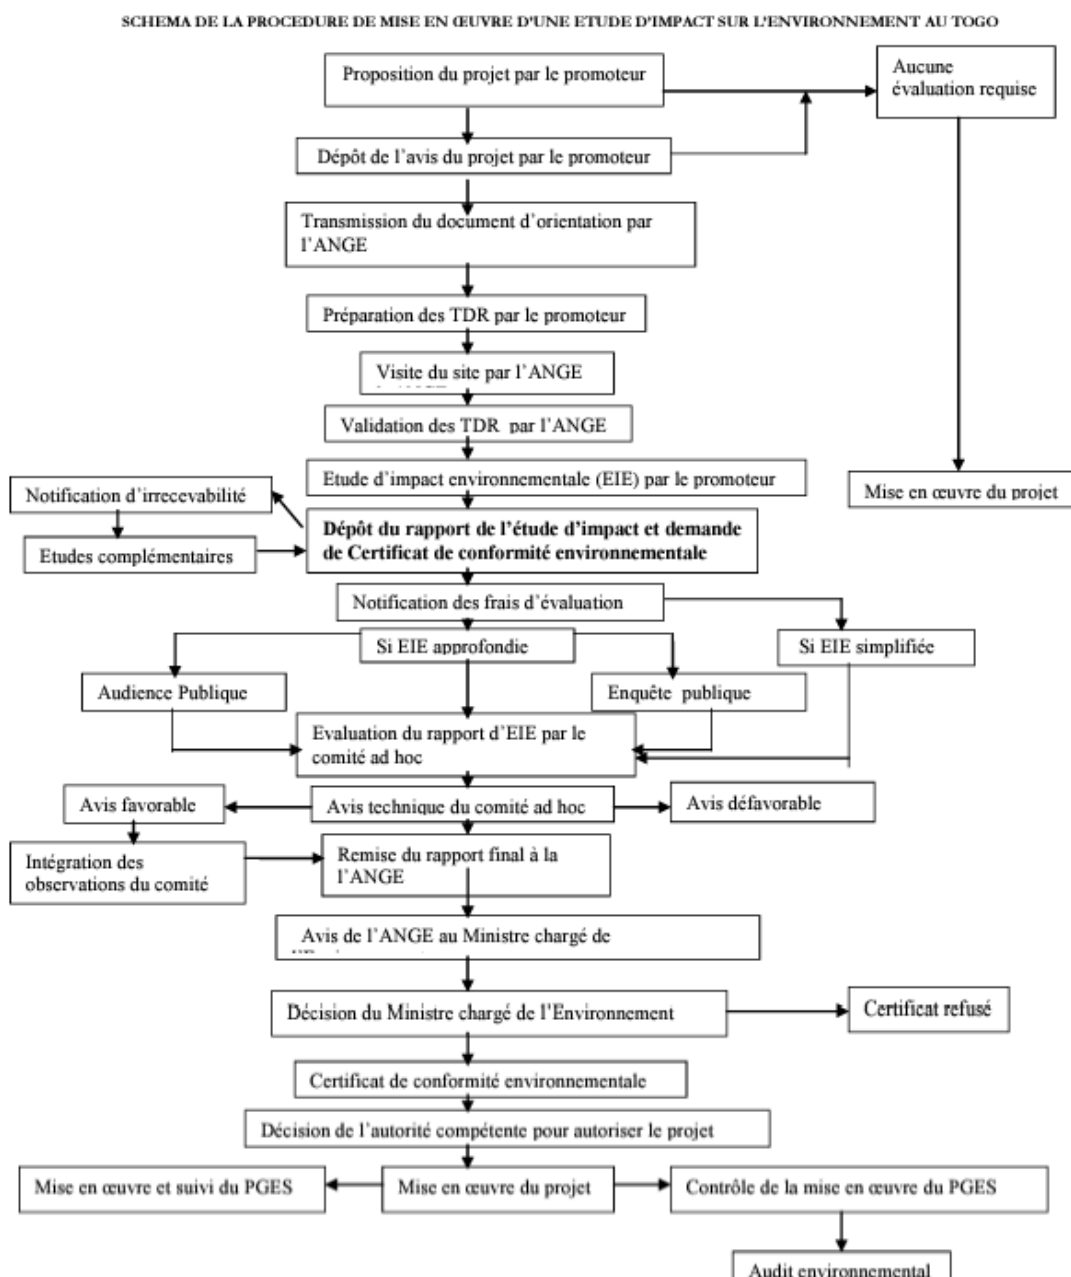 SCHEMA DE LA PROCEDURE DE MISE EN ŒUVRE D'UNE ETUDE D'IMPACT SUR L'ENVIRONNEMENT AU TOGO
Proposition du projet par le promoteur
Aucune
évaluation requise
Dépôt de l'avis du projet par le promoteur
Transmission du document d'orientation par
l'ANGE
Préparation des TDR par le promoteur
Visite du site par l'ANGE
Validation des TDR par l'ANGE
Etude d'impact environnementale (EIE) par le promoteur
Mise en œuvre du projet
Notification d'irrecevabilité
Dépôt du rapport de l'étude d'impact et demande
de Certificat de conformité environnementale
Etudes complémentaires
Notification des frais d'évaluation
Si EIE approfondie
Si EIE simplifiée
Audience Publique
Enquête publique
Evaluation du rapport d'EIE par le
comité ad hoc
Avis favorable
Avis technique du comité ad hoc
Avis défavorable
Intégration des
observations du comité
Remise du rapport final à la
l'ANGE
Avis de l'ANGE au Ministre chargé de
Décision du Ministre chargé de l'Environnement
Certificat refusé
Certificat de conformité environnementale
Décision de l'autorité compétente pour autoriser le projet
Mise en œuvre et suivi du PGES
Mise en œuvre du projet
Contrôle de la mise en œuvre du PGES
Audit environnemental